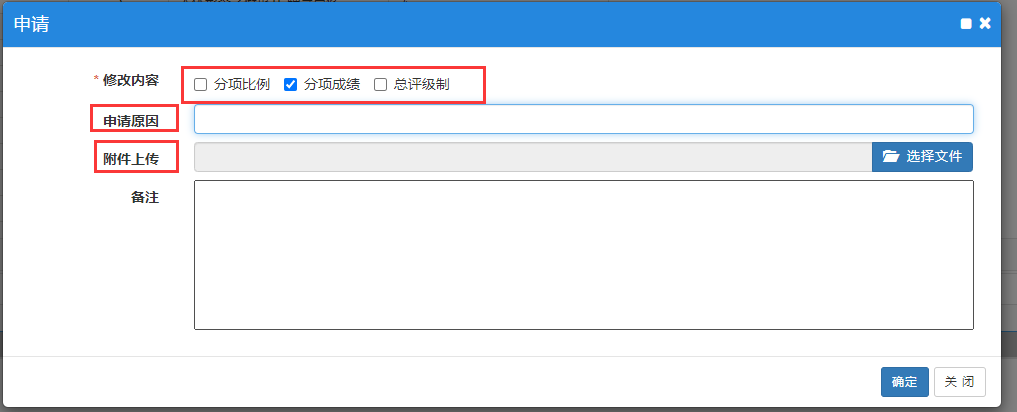 申请
* 修改内容 分项比例 分项成绩 总评级制
申请原因
附件上传 选择文件
备注
确定 关 闭